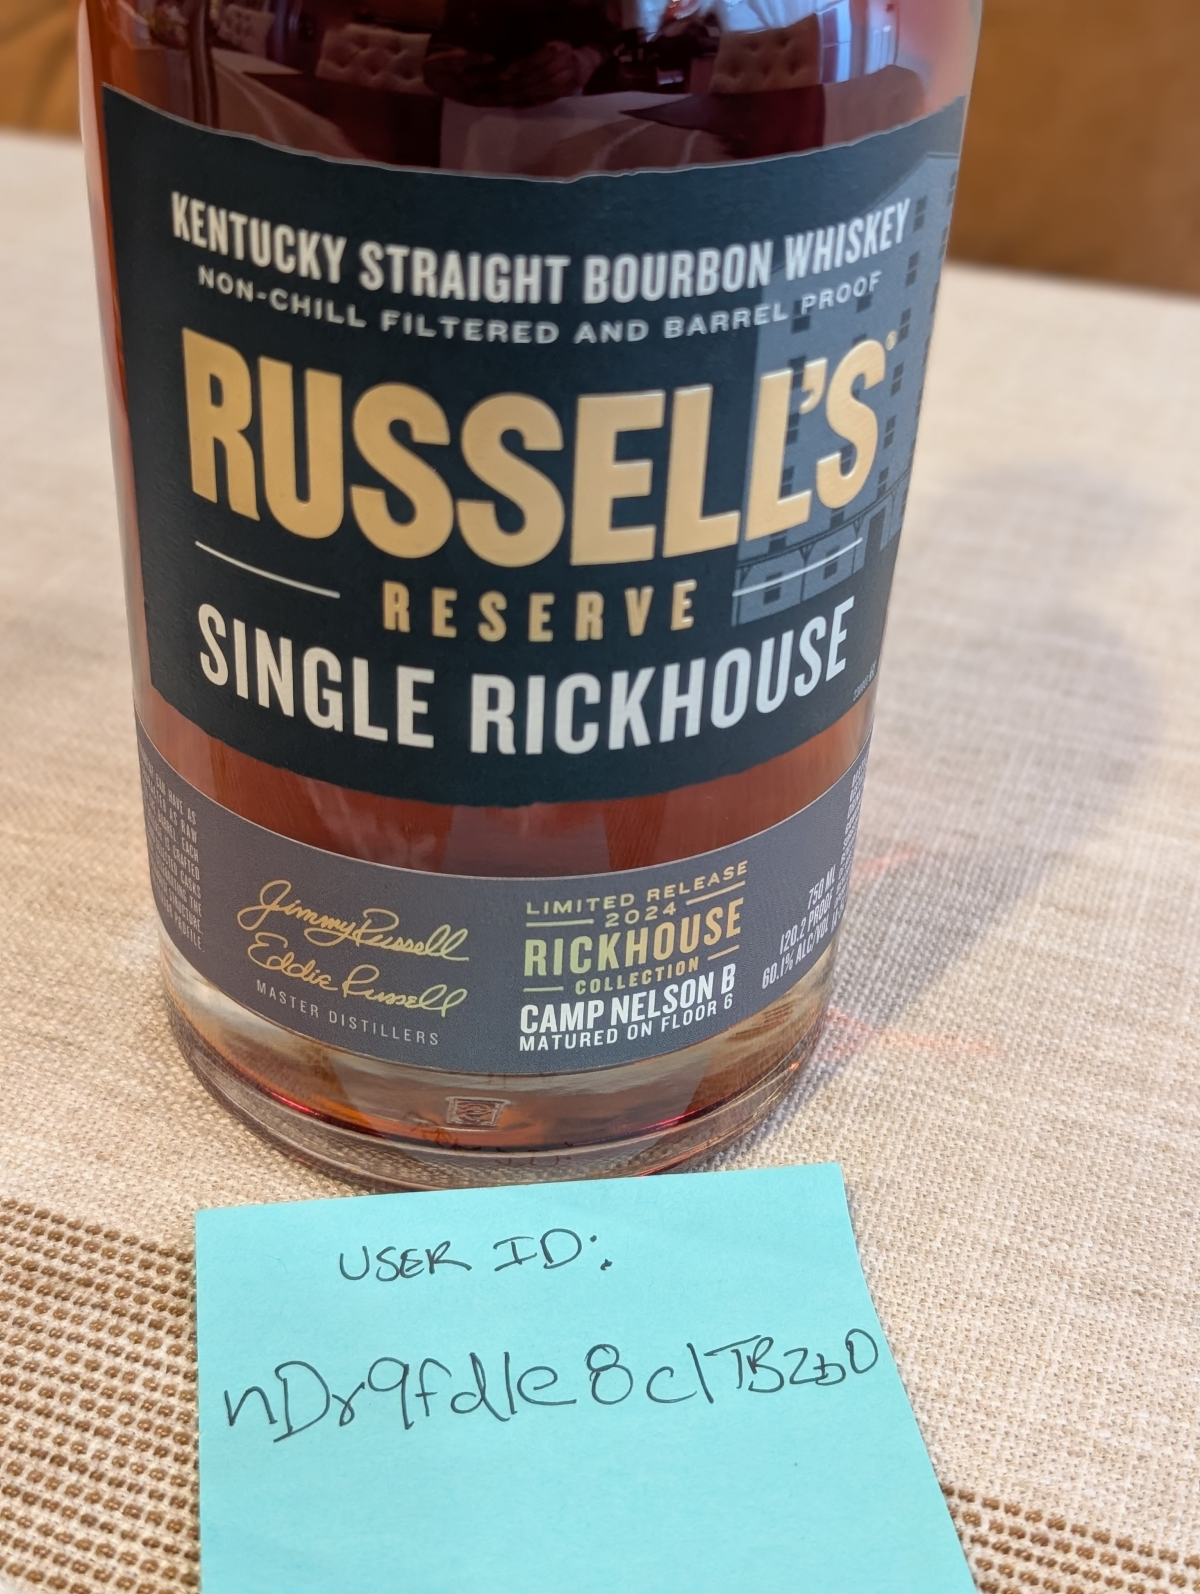 KENTUCKY STRAIGHT BOURBON WHISKEY
NON-CHILL FILTERED AND BARREL PROOF
RUSSELL'S®
RESERVE
SINGLE RICKHOUSE
Jimmy Russell
Eddie Russell
MASTER DISTILLERS
LIMITED RELEASE
2024
RICKHOUSE
COLLECTION
CAMP NELSON B
MATURED ON FLOOR 6
750 ML
120.2 PROOF
60.1% ALC/VOL
USER ID:
nDr9fdle8clTBZbD